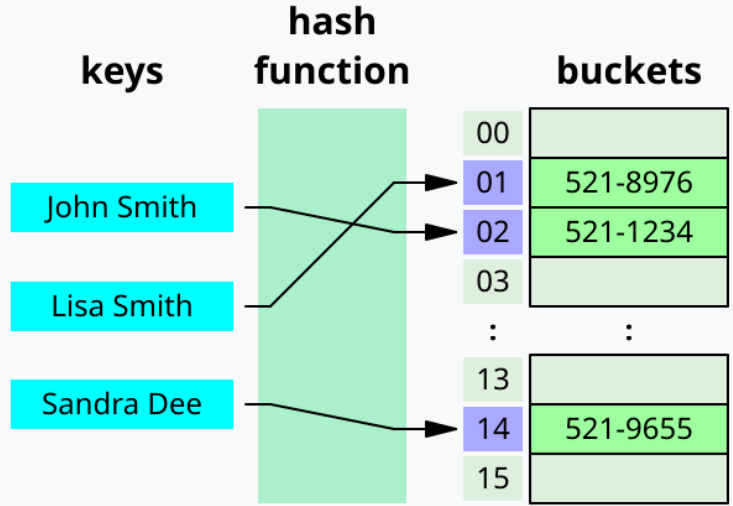 hash
keys function buckets
00
01 521-8976
John Smith
02 521-1234
03
Lisa Smith
: :
13
Sandra Dee
14 521-9655
15